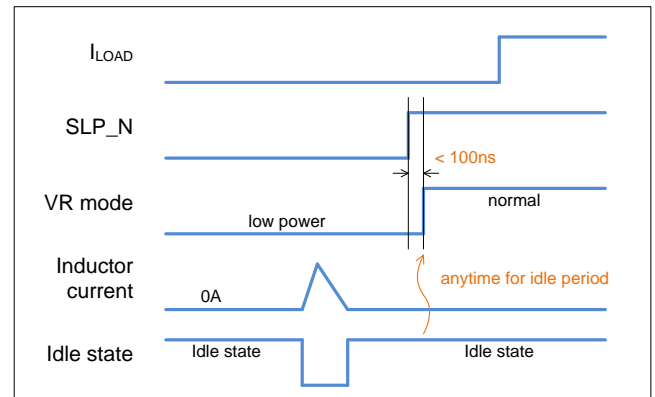 I_LOAD
SLP_N
< 100ns
VR mode
low power
normal
Inductor
current
0A
anytime for idle period
Idle state
Idle state
Idle state